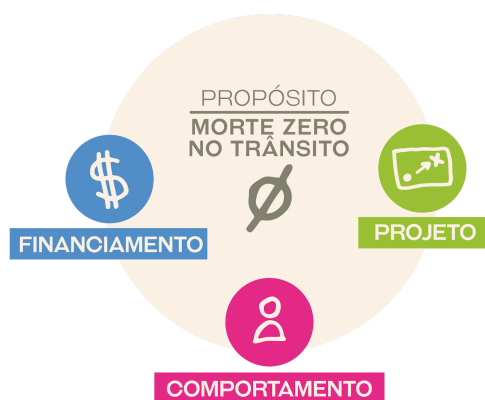 PROPÓSITO
MORTE ZERO
NO TRÂNSITO
FINANCIAMENTO
PROJETO
COMPORTAMENTO